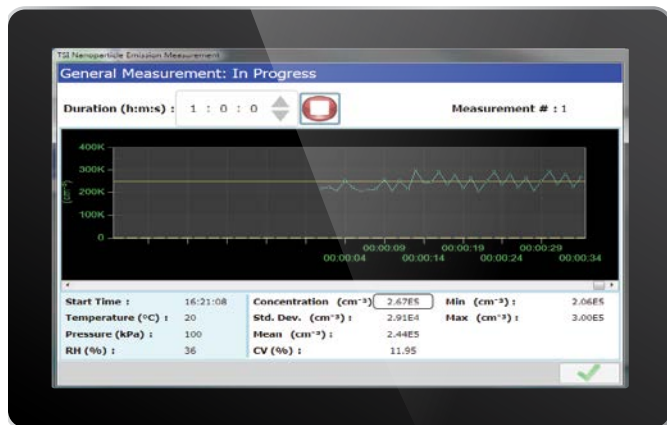 TSI Nanoparticle Emission Measurement
General Measurement: In Progress
Duration (h:m:s) : 1 : 0 : 0 Measurement # : 1
400K
300K
200K
100K
0
(cm⁻³)
00:00:09 00:00:19 00:00:29
00:00:04 00:00:14 00:00:24 00:00:34
Start Time : 16:21:08 Concentration (cm⁻³) 2.67E5 Min (cm⁻³) : 2.06E5
Temperature (ºC) : 20 Std. Dev. (cm⁻³) : 2.91E4 Max (cm⁻³) : 3.00E5
Pressure (kPa) : 100 Mean (cm⁻³) : 2.44E5
RH (%) : 36 CV (%) : 11.95